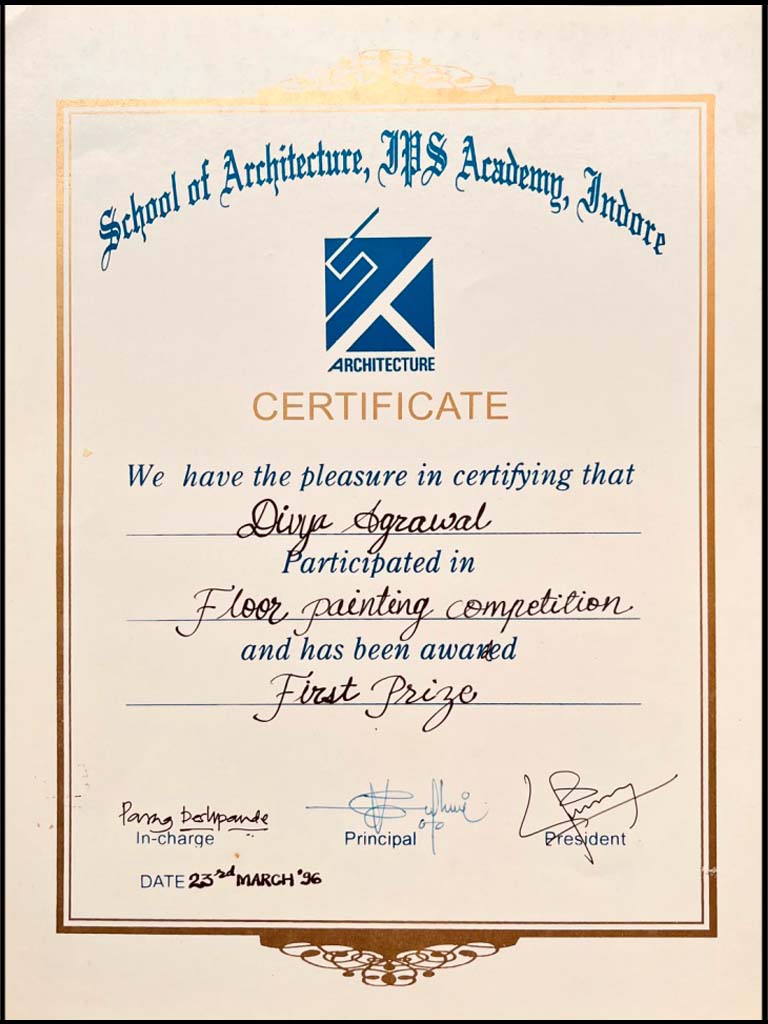 School of Architecture, IPS Academy, Indore
ARCHITECTURE
CERTIFICATE
We have the pleasure in certifying that
Divya Agrawal
Participated in
Floor painting competition
and has been awarded
First Prize
Parag Deshpande
In-charge
Principal
President
DATE 23rd MARCH '96